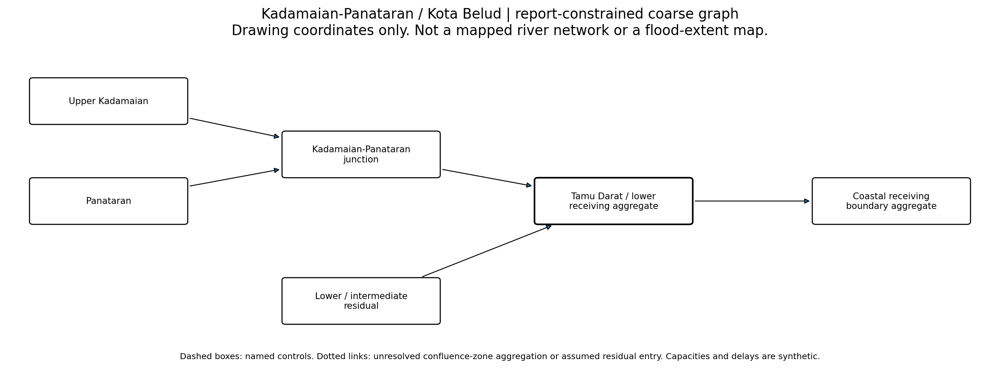 Kadamaian-Panataran / Kota Belud | report-constrained coarse graph
Drawing coordinates only. Not a mapped river network or a flood-extent map.
Upper Kadamaian
Kadamaian-Panataran
junction
Panataran
Tamu Darat / lower
receiving aggregate
Coastal receiving
boundary aggregate
Lower / intermediate
residual
Dashed boxes: named controls. Dotted links: unresolved confluence-zone aggregation or assumed residual entry. Capacities and delays are synthetic.